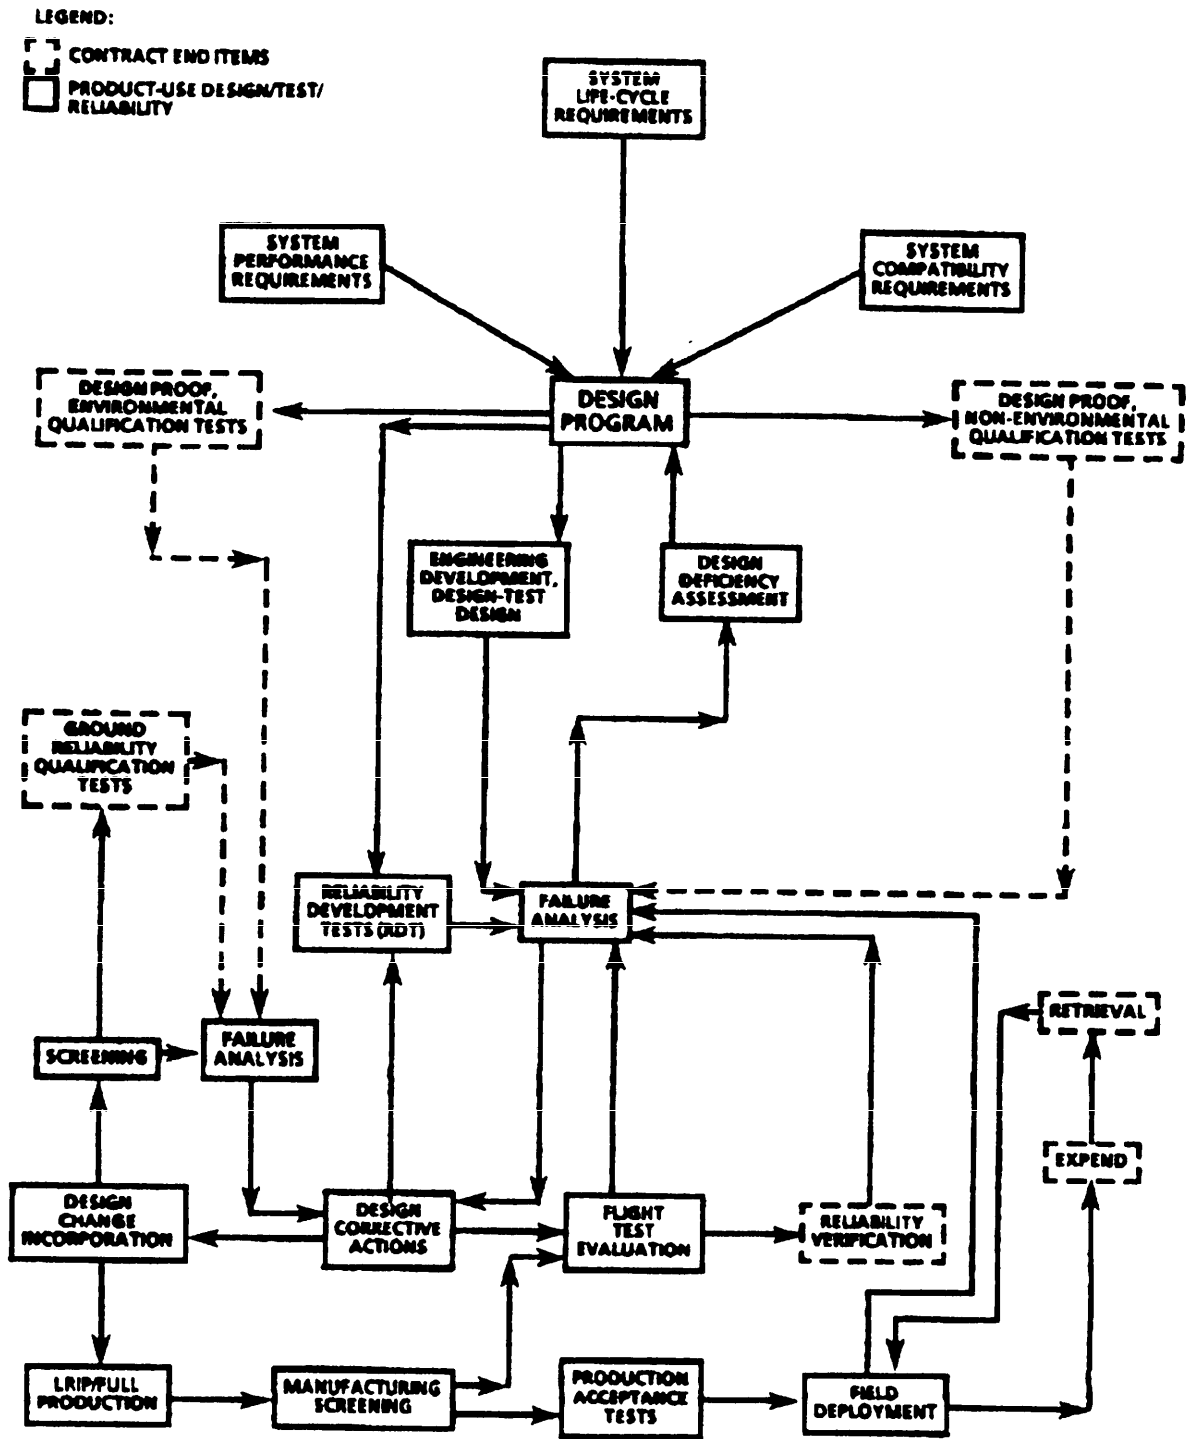 LEGEND:
CONTRACT END ITEMS
PRODUCT-USE DESIGN/TEST/
RELIABILITY
SYSTEM
LIFE-CYCLE
REQUIREMENTS
SYSTEM
PERFORMANCE
REQUIREMENTS
SYSTEM
COMPATIBILITY
REQUIREMENTS
DESIGN PROOF,
ENVIRONMENTAL
QUALIFICATION TESTS
DESIGN
PROGRAM
DESIGN PROOF,
NON-ENVIRONMENTAL
QUALIFICATION TESTS
ENGINEERING
DEVELOPMENT,
DESIGN-TEST
DESIGN
DESIGN
DEFICIENCY
ASSESSMENT
GROUND
RELIABILITY
QUALIFICATION
TESTS
RELIABILITY
DEVELOPMENT
TESTS (RDT)
FAILURE
ANALYSIS
RETRIEVAL
SCREENING
FAILURE
ANALYSIS
EXPEND
DESIGN
CHANGE
INCORPORATION
DESIGN
CORRECTIVE
ACTIONS
FLIGHT
TEST
EVALUATION
RELIABILITY
VERIFICATION
LRIP/FULL
PRODUCTION
MANUFACTURING
SCREENING
PRODUCTION
ACCEPTANCE
TESTS
FIELD
DEPLOYMENT